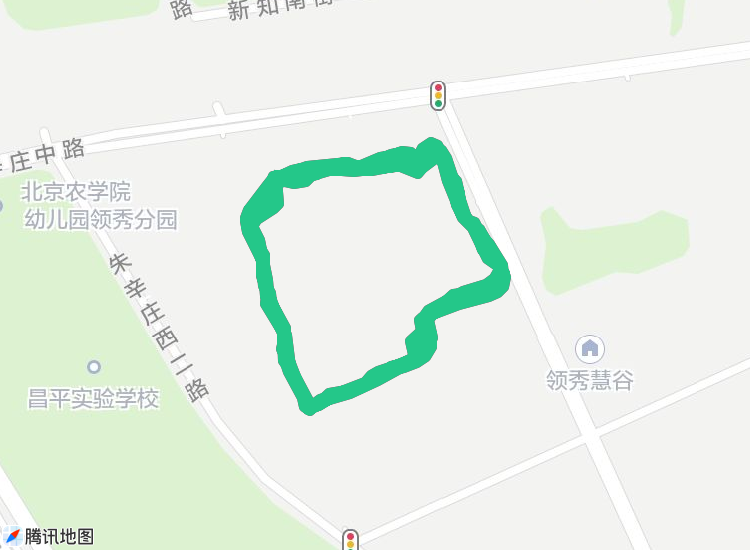 路
新知南街
辛庄中路
北京农学院
幼儿园领秀分园
朱辛庄西二路
昌平实验学校
领秀慧谷
腾讯地图